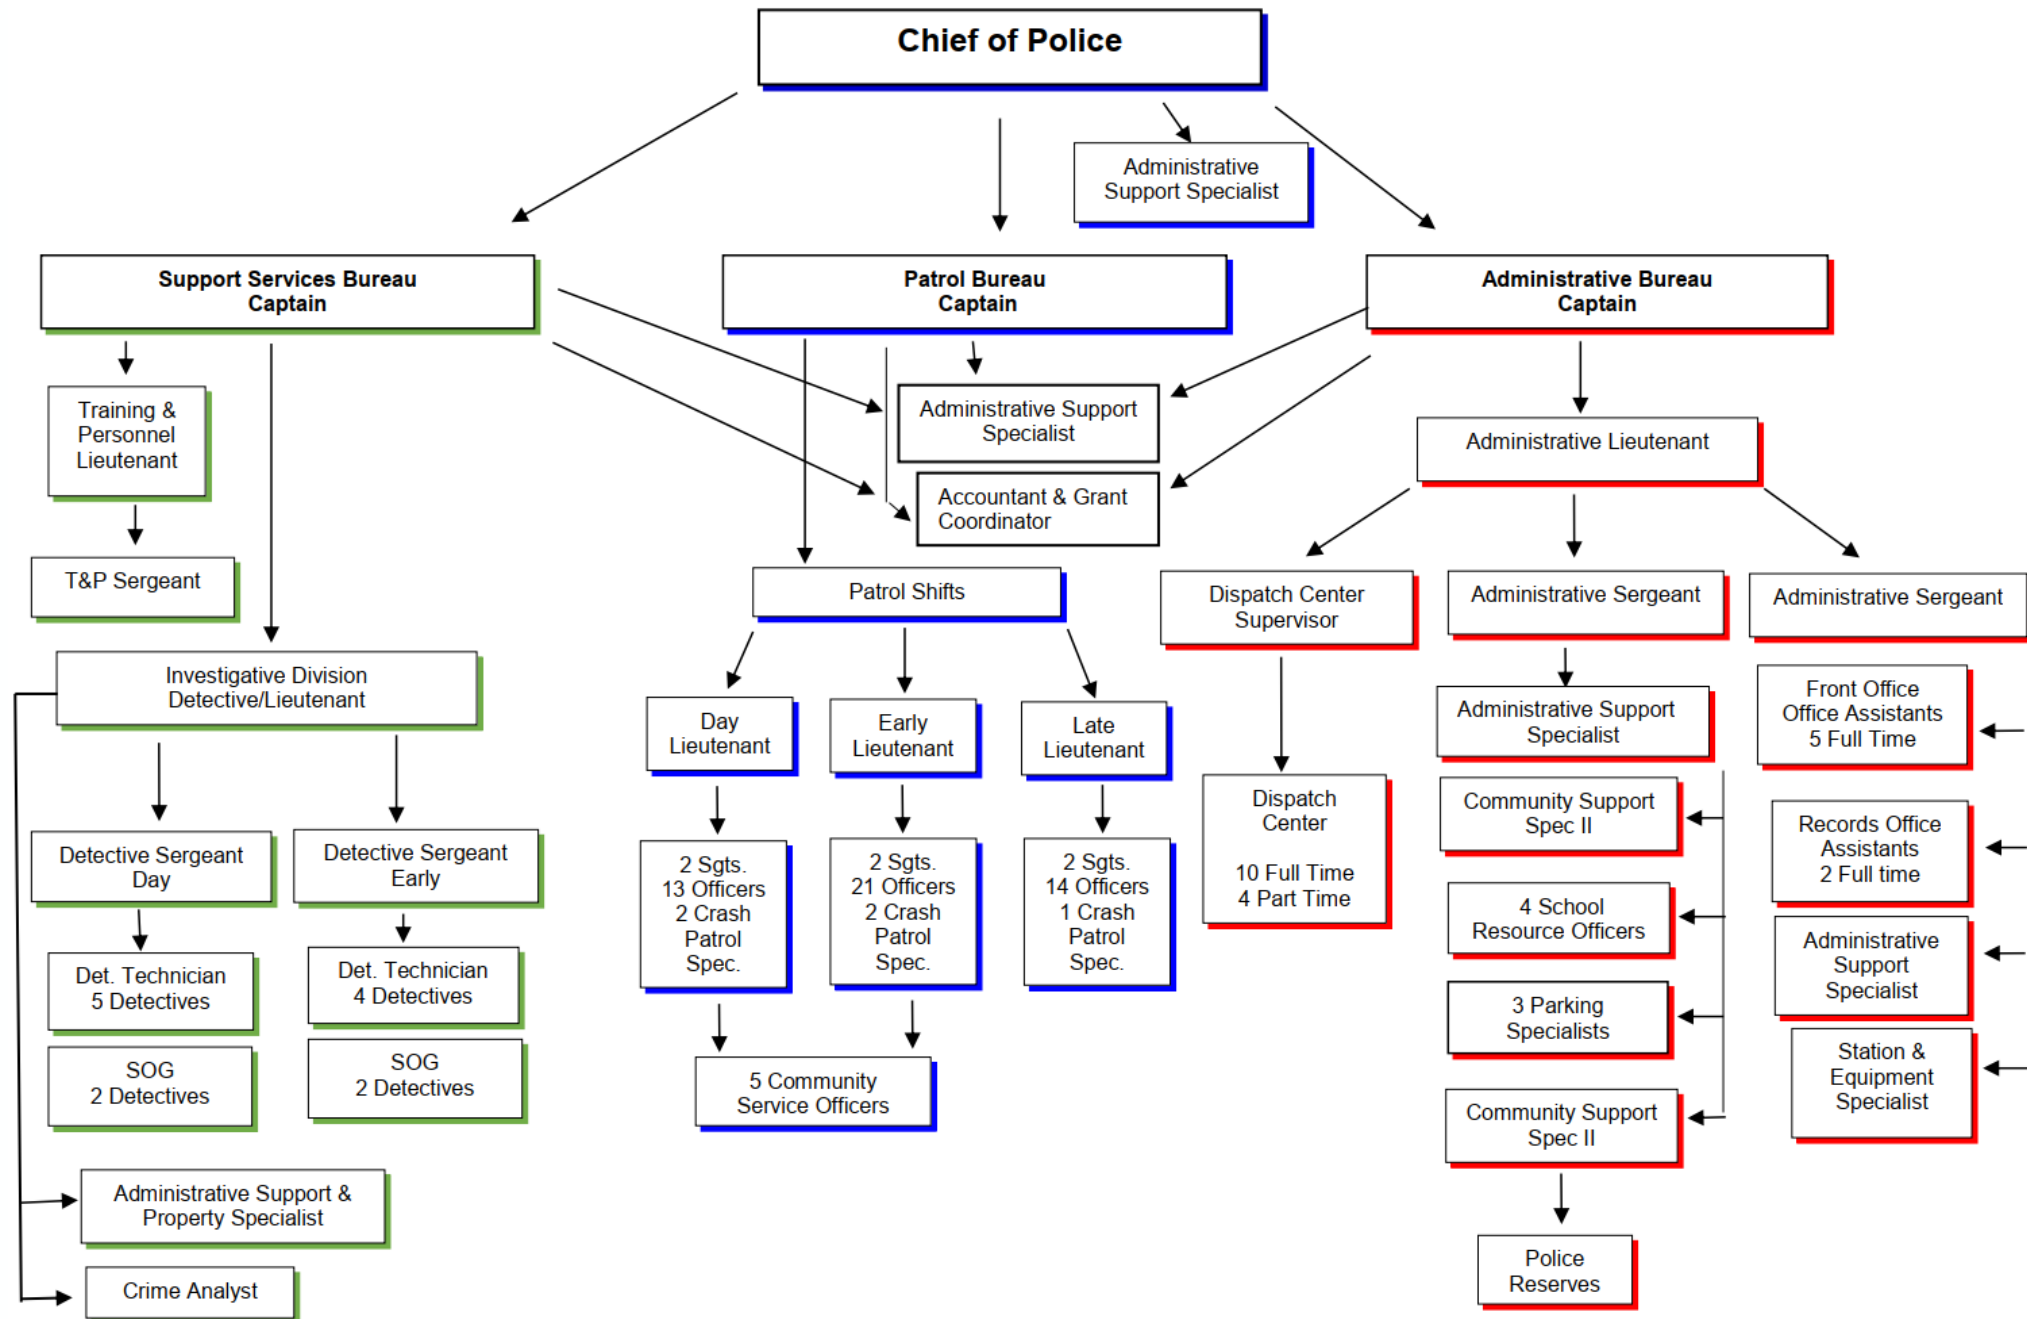 Chief of Police
Administrative
Support Specialist
Support Services Bureau
Captain
Patrol Bureau
Captain
Administrative Bureau
Captain
Training &
Personnel
Lieutenant
Administrative Support
Specialist
Administrative Lieutenant
Accountant & Grant
Coordinator
T&P Sergeant
Patrol Shifts
Dispatch Center
Supervisor
Administrative Sergeant
Administrative Sergeant
Investigative Division
Detective/Lieutenant
Day
Lieutenant
Early
Lieutenant
Late
Lieutenant
Administrative Support
Specialist
Front Office
Office Assistants
5 Full Time
Dispatch
Center
10 Full Time
4 Part Time
Community Support
Spec II
Records Office
Assistants
2 Full time
Detective Sergeant
Day
Detective Sergeant
Early
2 Sgts.
13 Officers
2 Crash
Patrol
Spec.
2 Sgts.
21 Officers
2 Crash
Patrol
Spec.
2 Sgts.
14 Officers
1 Crash
Patrol
Spec.
4 School
Resource Officers
Administrative
Support
Specialist
Det. Technician
5 Detectives
Det. Technician
4 Detectives
3 Parking
Specialists
SOG
2 Detectives
SOG
2 Detectives
5 Community
Service Officers
Station &
Equipment
Specialist
Community Support
Spec II
Administrative Support &
Property Specialist
Police
Reserves
Crime Analyst